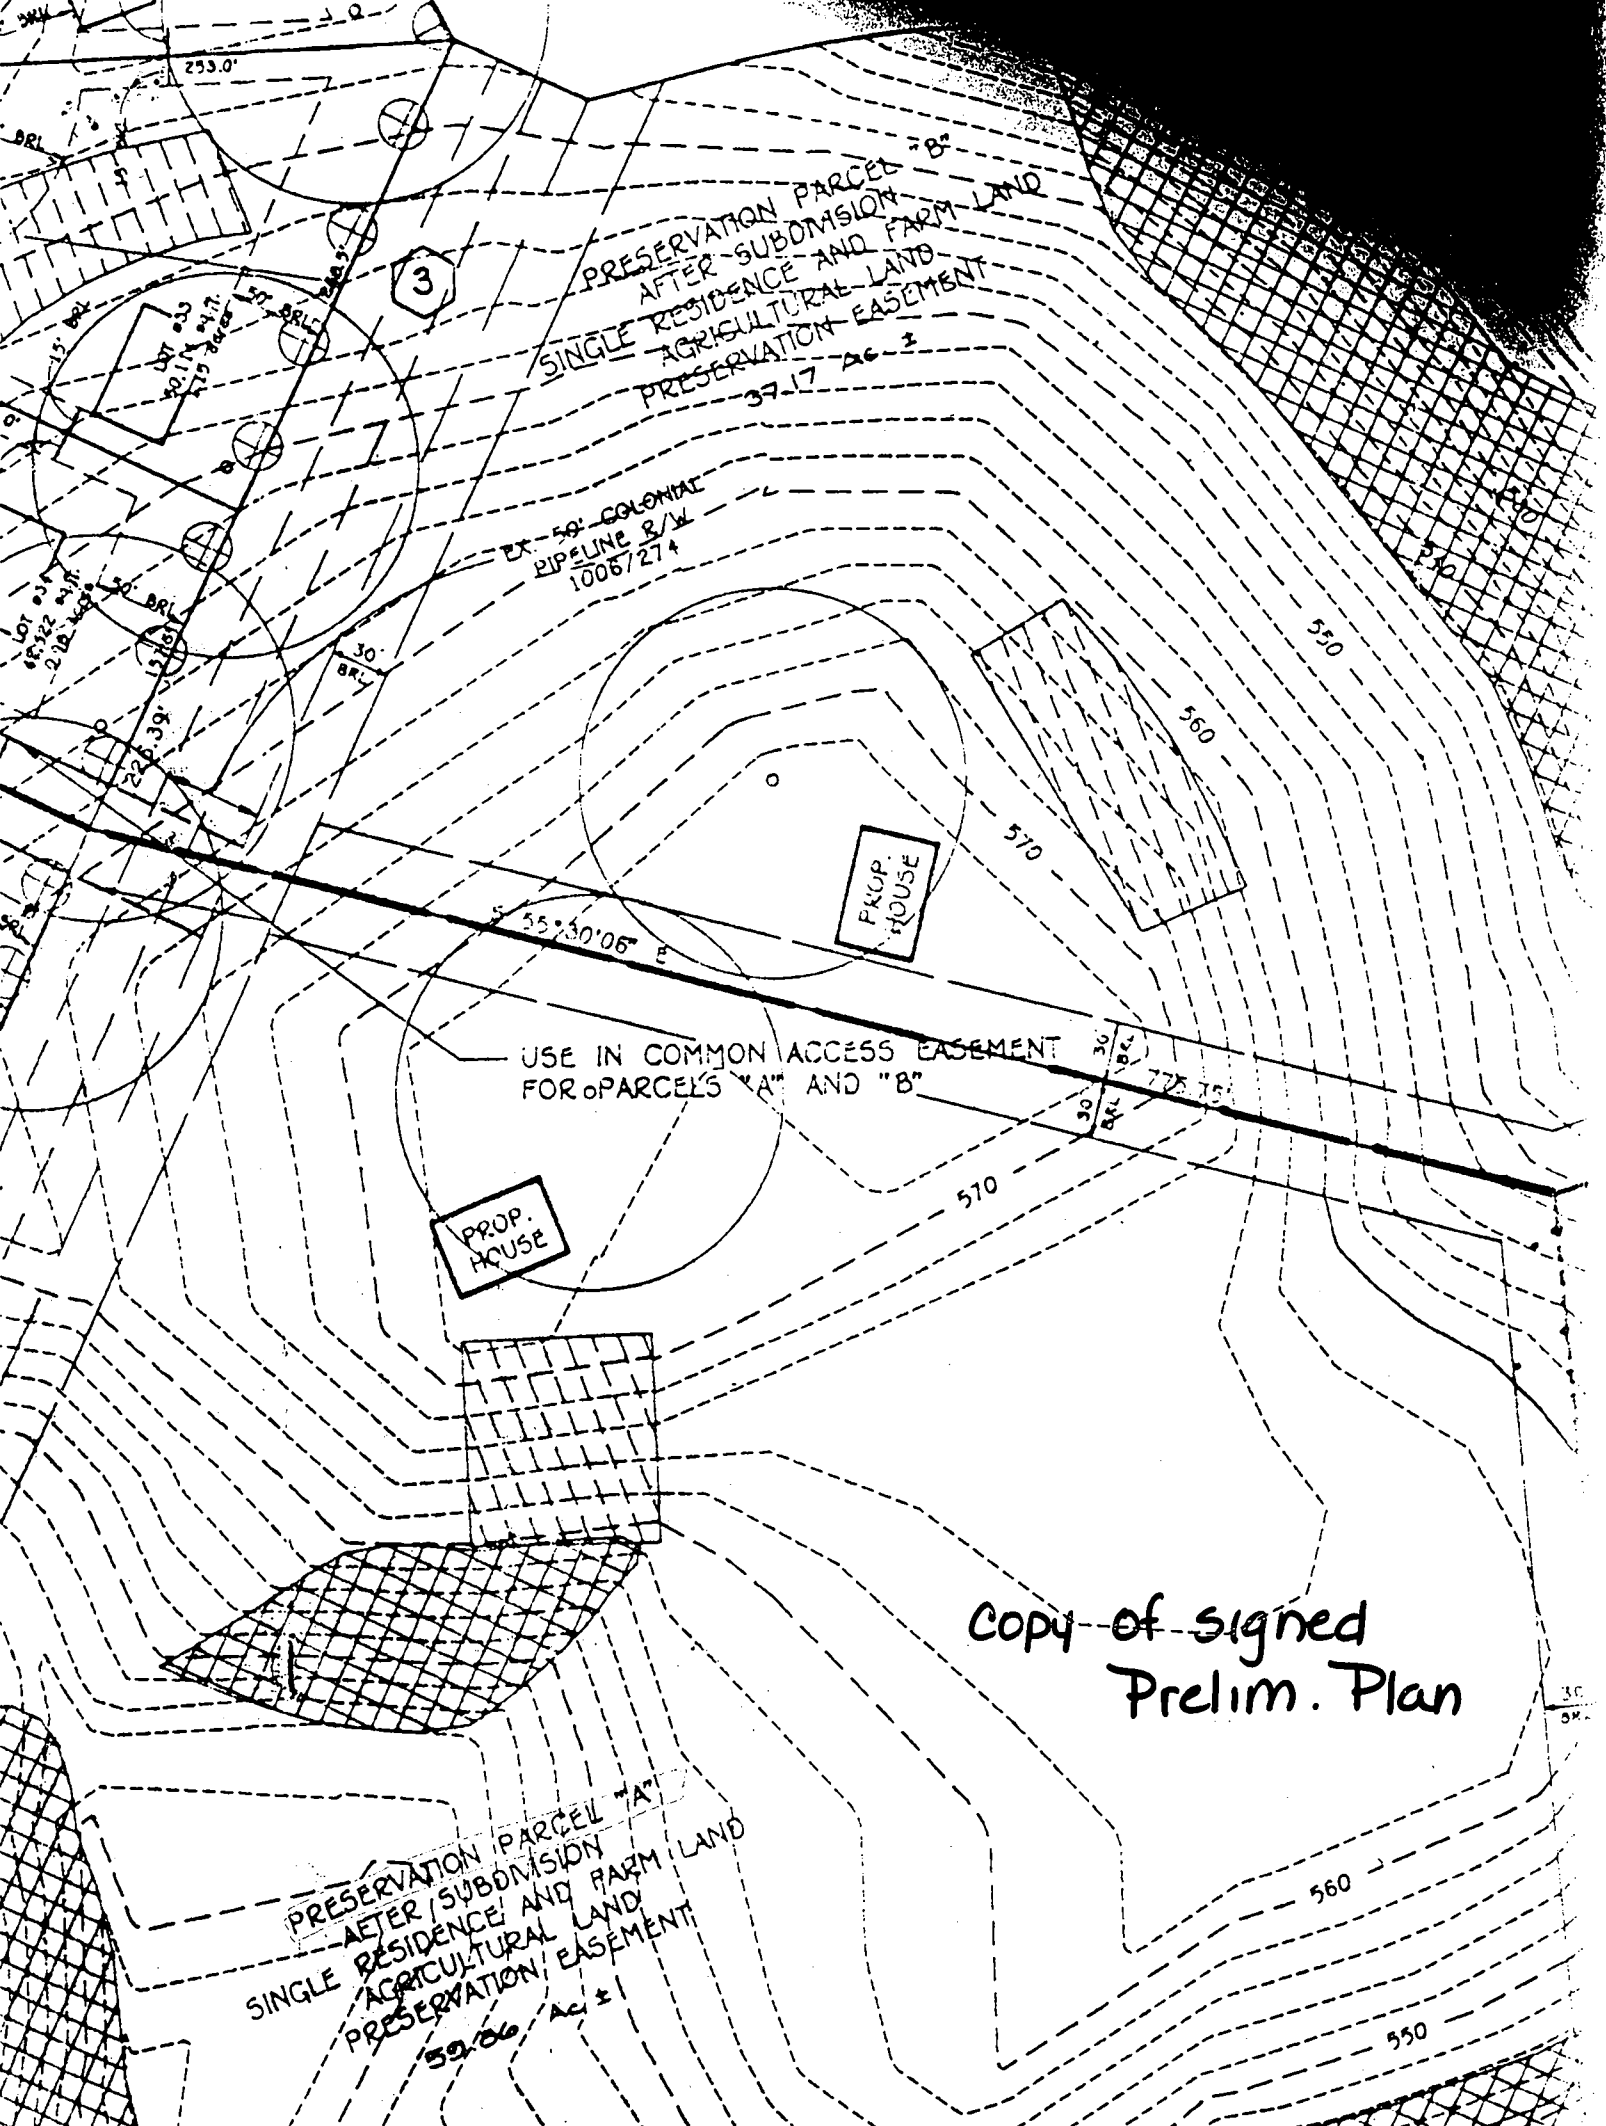 253.0'
BRL
3
PRESERVATION PARCEL "B"
AFTER SUBDIVISION
SINGLE RESIDENCE AND FARM LAND
AGRICULTURAL LAND
PRESERVATION EASEMENT
37.17 AC ±
15' BRL
LOT #33
50' BRL
EX. 50' COLONIAL
PIPELINE R/W
1006/274
50' BRL
LOT #34
30'
BRL
550
560
570
PROP.
HOUSE
S 55°30'06" E
USE IN COMMON ACCESS EASEMENT
FOR PARCELS "A" AND "B"
30
BRL
30
BRL
570
PROP.
HOUSE
Copy of signed
Prelim. Plan
PRESERVATION PARCEL "A"
AFTER SUBDIVISION
SINGLE RESIDENCE AND FARM LAND
AGRICULTURAL LAND
PRESERVATION EASEMENT
AC ±
560
550